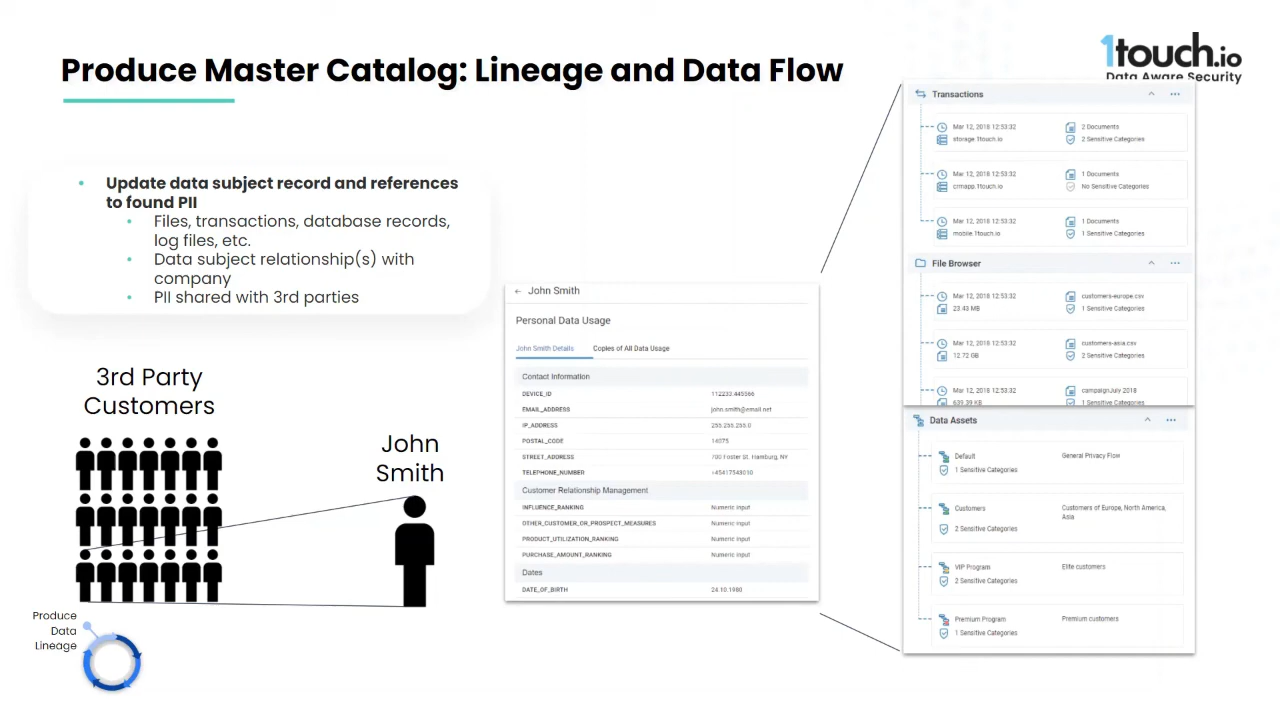 Produce Master Catalog: Lineage and Data Flow
1touch.io
Data Aware Security
• Update data subject record and references
to found PII
• Files, transactions, database records,
log files, etc.
• Data subject relationship(s) with
company
• PII shared with 3rd parties
3rd Party
Customers
John
Smith
Produce
Data
Lineage
← John Smith
Personal Data Usage
John Smith Details Copies of All Data Usage
Contact Information
DEVICE_ID 112233.445566
EMAIL_ADDRESS john.smith@email.net
IP_ADDRESS 255.255.255.0
POSTAL_CODE 14075
STREET_ADDRESS 700 Foster St. Hamburg, NY
TELEPHONE_NUMBER +45417543010
Customer Relationship Management
INFLUENCE_RANKING Numeric input
OTHER_CUSTOMER_OR_PROSPECT_MEASURES Numeric input
PRODUCT_UTILIZATION_RANKING Numeric input
PURCHASE_AMOUNT_RANKING Numeric input
Dates
DATE_OF_BIRTH 24.10.1980
Transactions
Mar 12, 2018 12:53:32 2 Documents
storage.1touch.io 2 Sensitive Categories
Mar 12, 2018 12:53:32 1 Documents
crmapp.1touch.io No Sensitive Categories
Mar 12, 2018 12:53:32 1 Documents
mobile.1touch.io 1 Sensitive Categories
File Browser
Mar 12, 2018 12:53:32 customers-europe.csv
23.43 MB 1 Sensitive Categories
Mar 12, 2018 12:53:32 customers-asia.csv
12.72 GB 2 Sensitive Categories
Mar 12, 2018 12:53:32 campaignJuly 2018
639.39 KB 1 Sensitive Categories
Data Assets
Default General Privacy Flow
1 Sensitive Categories
Customers Customers of Europe, North America,
Asia
2 Sensitive Categories
VIP Program Elite customers
2 Sensitive Categories
Premium Program Premium customers
1 Sensitive Categories